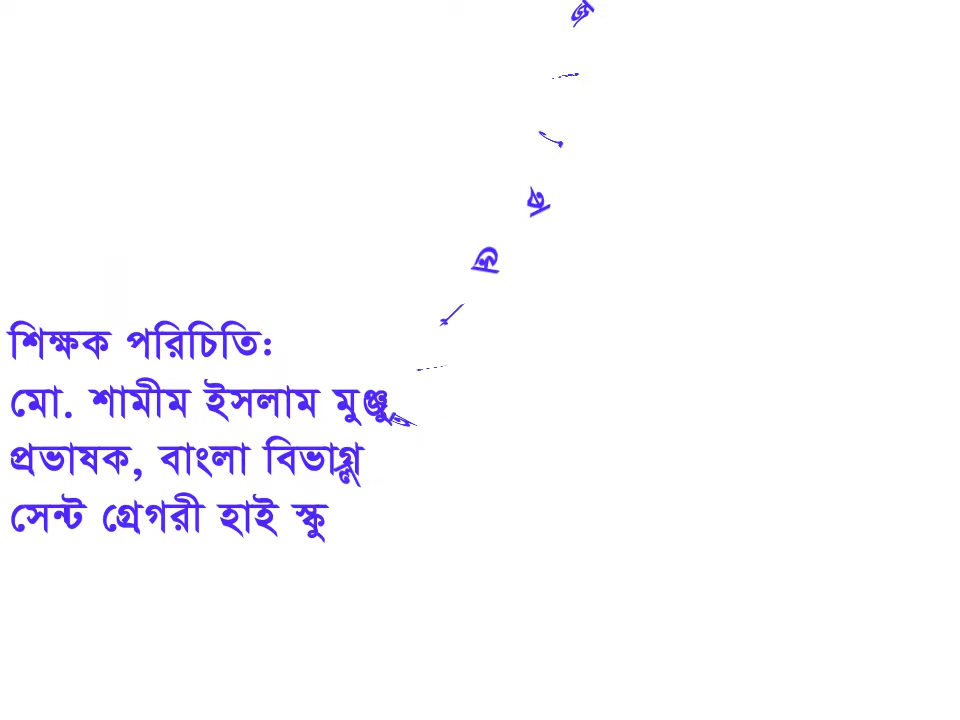 শিক্ষক পরিচিতি:
মো. শামীম ইসলাম মুঞ্জু
প্রভাষক, বাংলা বিভাগ
সেন্ট গ্রেগরী হাই স্কু